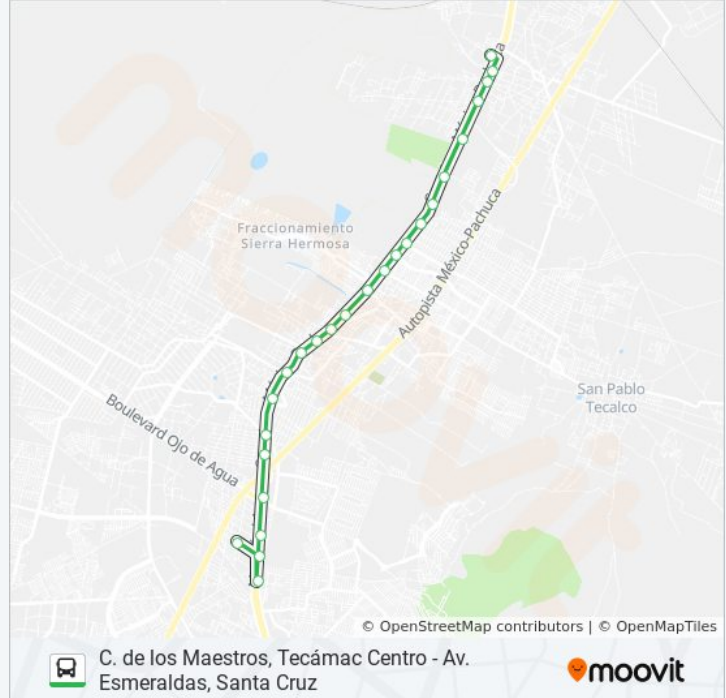 Fraccionamiento
Sierra Hermosa
Autopista México-Pachuca
San Pablo
Tecalco
Boulevard Ojo de Agua
© OpenStreetMap contributors | © OpenMapTiles
C. de los Maestros, Tecámac Centro - Av.
Esmeraldas, Santa Cruz
moovit